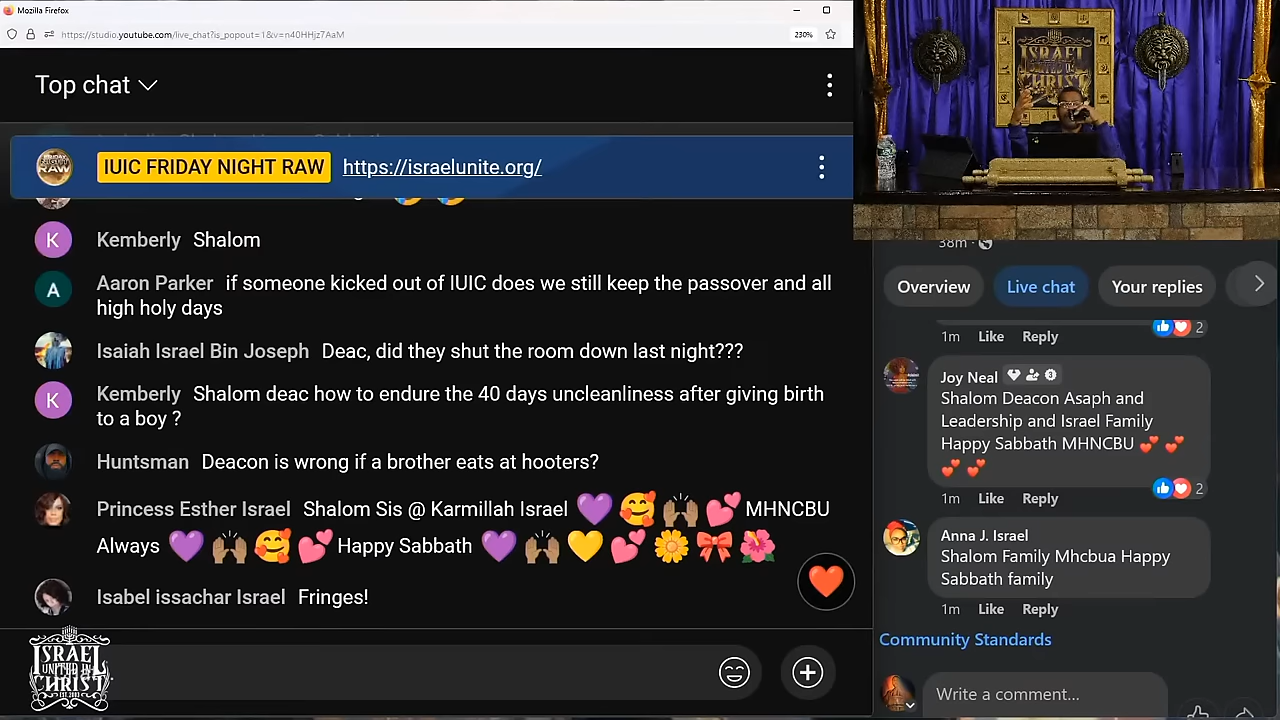 Mozilla Firefox
https://studio.youtube.com/live_chat?is_popout=1&v=n40HHjz7AaM
230%
Top chat
IUIC FRIDAY NIGHT RAW https://israelunite.org/
K Kemberly Shalom
A Aaron Parker if someone kicked out of IUIC does we still keep the passover and all
high holy days
Isaiah Israel Bin Joseph Deac, did they shut the room down last night???
K Kemberly Shalom deac how to endure the 40 days uncleanliness after giving birth
to a boy ?
Huntsman Deacon is wrong if a brother eats at hooters?
Princess Esther Israel Shalom Sis @ Karmillah Israel 💜 🥰 🙌🏽 💕 MHNCBU
Always 💜 🙌🏽 🥰 💕 Happy Sabbath 💜 🙌🏽 💛 💕 🌼 🎀 🌺
Isabel issachar Israel Fringes!
ISRAEL
UNITED IN
CHRIST
EST. 2003
ISRAEL
UNITED IN
CHRIST
38m
Overview
Live chat
Your replies
2
1m Like Reply
Joy Neal
Shalom Deacon Asaph and
Leadership and Israel Family
Happy Sabbath MHNCBU 💕 💕
💕 💕
2
1m Like Reply
Anna J. Israel
Shalom Family Mhcbua Happy
Sabbath family
1m Like Reply
Community Standards
Write a comment...